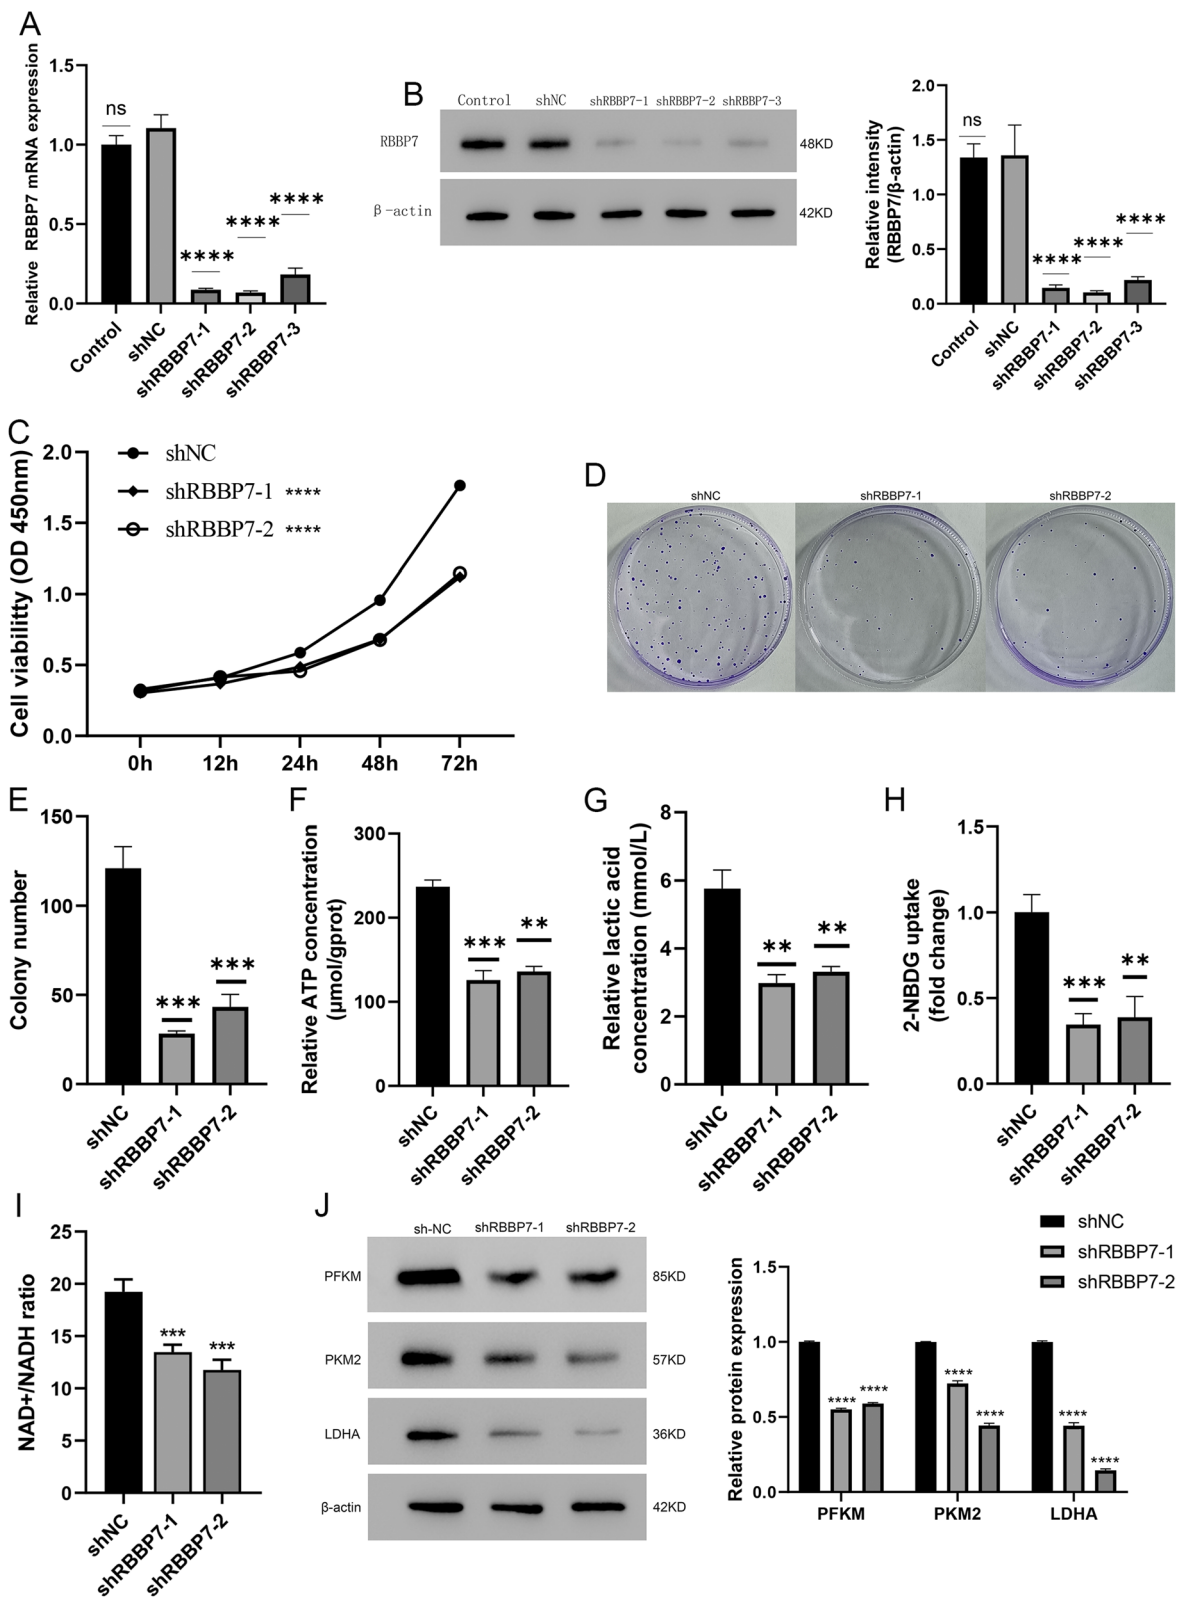 A
Relative RBBP7 mRNA expression
1.5
1.0
0.5
0.0
ns
****
****
****
Control
shNC
shRBBP7-1
shRBBP7-2
shRBBP7-3
B
Control shNC shRBBP7-1 shRBBP7-2 shRBBP7-3
RBBP7
48KD
β-actin
42KD
Relative intensity
(RBBP7/β-actin)
2.0
1.5
1.0
0.5
0.0
ns
****
****
****
Control
shNC
shRBBP7-1
shRBBP7-2
shRBBP7-3
C
Cell viabilitty (OD 450nm)
2.0
1.5
1.0
0.5
0.0
shNC
shRBBP7-1 ****
shRBBP7-2 ****
0h 12h 24h 48h 72h
D
shNC shRBBP7-1 shRBBP7-2
E
Colony number
150
100
50
0
***
***
shNC
shRBBP7-1
shRBBP7-2
F
Relative ATP concentration
(μmol/gprot)
300
200
100
0
***
**
shNC
shRBBP7-1
shRBBP7-2
G
Relative lactic acid
concentration (mmol/L)
8
6
4
2
0
**
**
shNC
shRBBP7-1
shRBBP7-2
H
2-NBDG uptake
(fold change)
1.5
1.0
0.5
0.0
***
**
shNC
shRBBP7-1
shRBBP7-2
I
NAD+/NADH ratio
25
20
15
10
5
0
***
***
shNC
shRBBP7-1
shRBBP7-2
J
sh-NC shRBBP7-1 shRBBP7-2
PFKM
85KD
PKM2
57KD
LDHA
36KD
β-actin
42KD
shNC
shRBBP7-1
shRBBP7-2
Relative protein expression
1.5
1.0
0.5
0.0
****
****
****
****
****
****
PFKM PKM2 LDHA